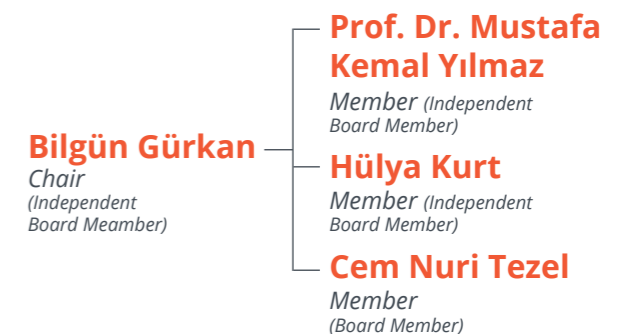 Bilgün Gürkan
Chair
(Independent
Board Meamber)
Prof. Dr. Mustafa
Kemal Yılmaz
Member (Independent
Board Member)
Hülya Kurt
Member (Independent
Board Member)
Cem Nuri Tezel
Member
(Board Member)